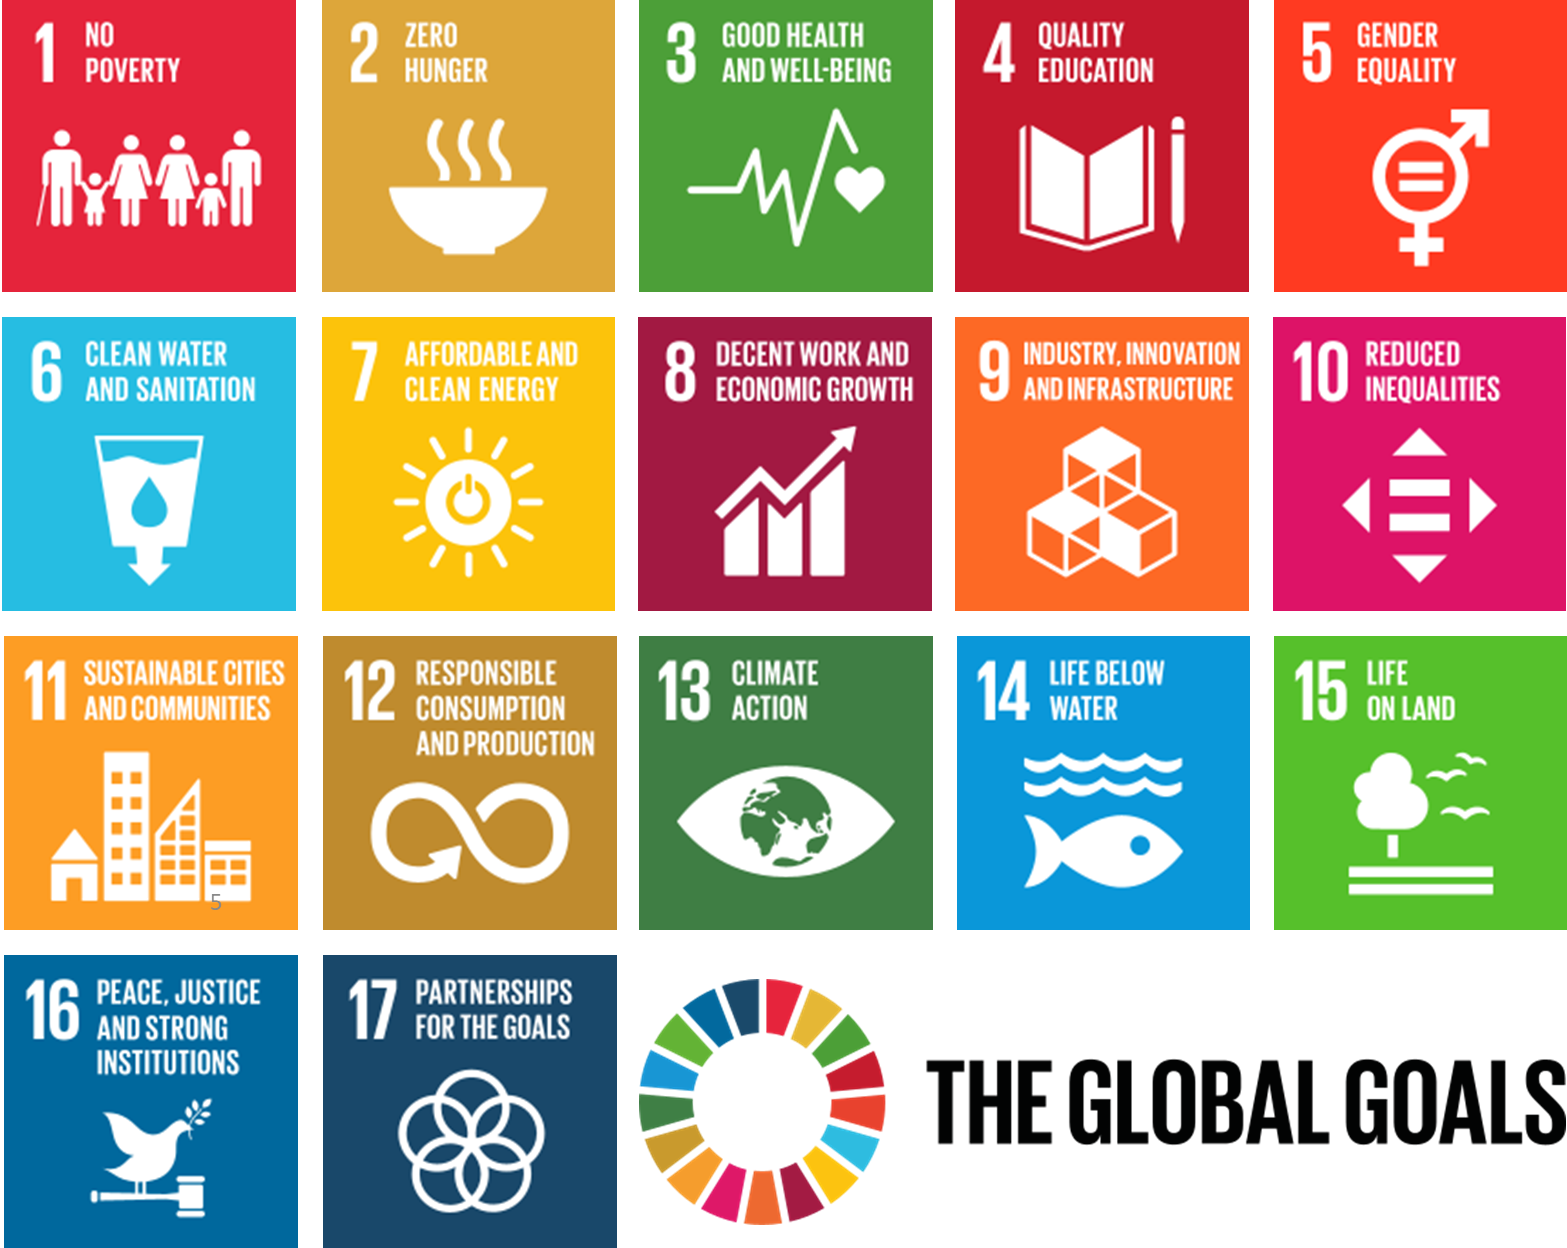 1 NO
POVERTY
2 ZERO
HUNGER
3 GOOD HEALTH
AND WELL-BEING
4 QUALITY
EDUCATION
5 GENDER
EQUALITY
6 CLEAN WATER
AND SANITATION
7 AFFORDABLE AND
CLEAN ENERGY
8 DECENT WORK AND
ECONOMIC GROWTH
9 INDUSTRY, INNOVATION
AND INFRASTRUCTURE
10 REDUCED
INEQUALITIES
11 SUSTAINABLE CITIES
AND COMMUNITIES
5
12 RESPONSIBLE
CONSUMPTION
AND PRODUCTION
13 CLIMATE
ACTION
14 LIFE BELOW
WATER
15 LIFE
ON LAND
16 PEACE, JUSTICE
AND STRONG
INSTITUTIONS
17 PARTNERSHIPS
FOR THE GOALS
THE GLOBAL GOALS